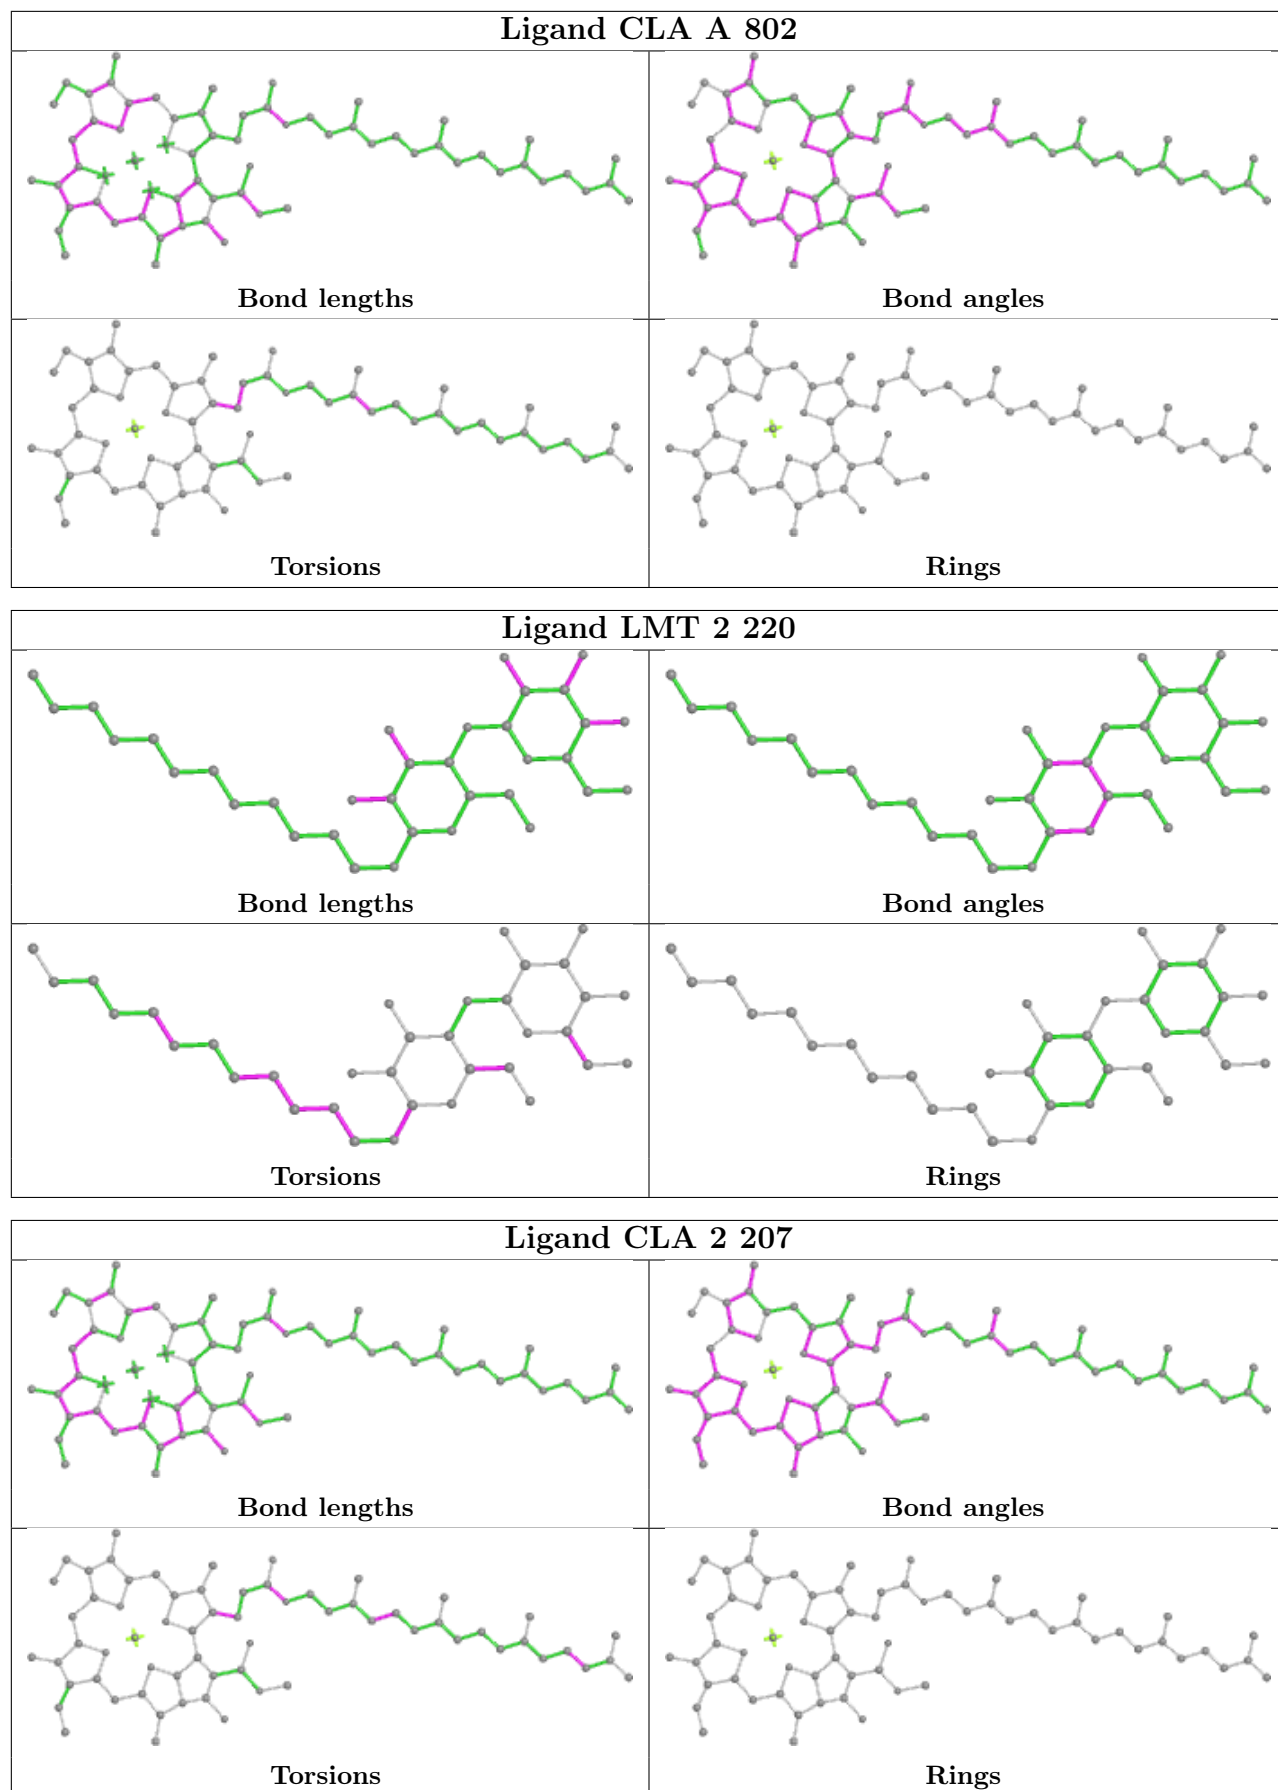 Ligand CLA A 802
Bond lengths
Bond angles
Torsions
Rings
Ligand LMT 2 220
Bond lengths
Bond angles
Torsions
Rings
Ligand CLA 2 207
Bond lengths
Bond angles
Torsions
Rings